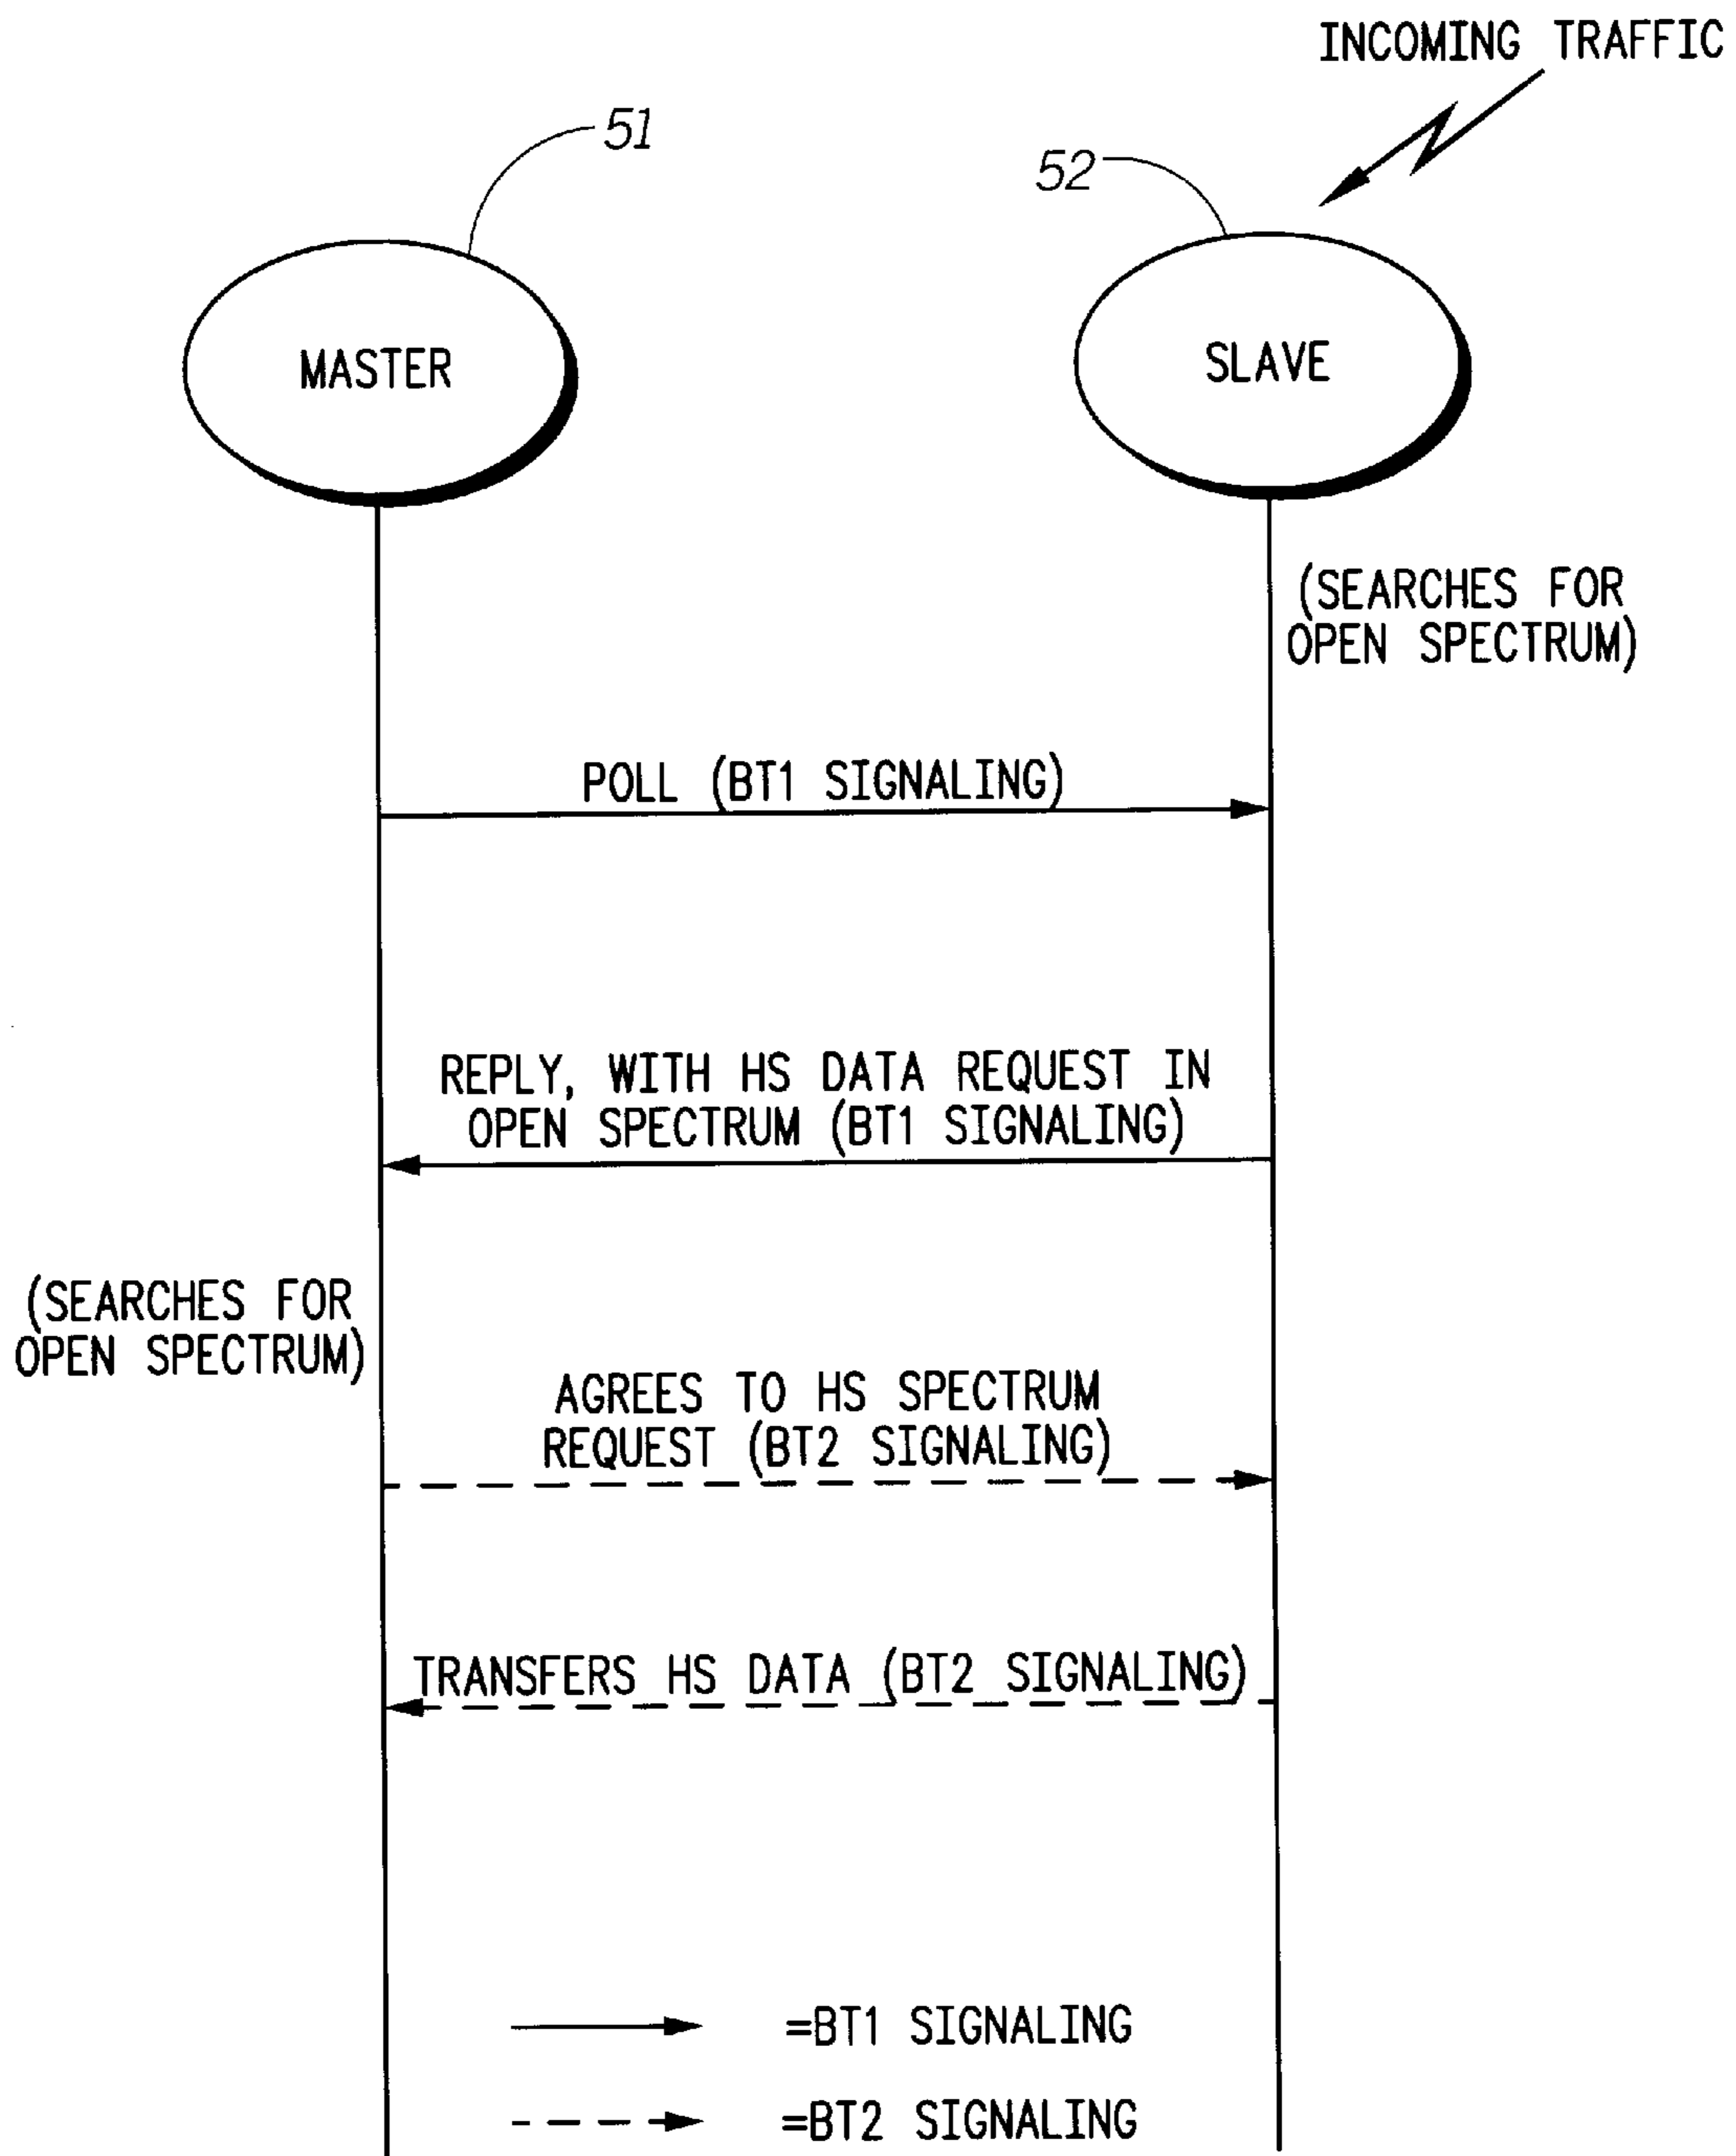 INCOMING TRAFFIC
51
52
MASTER
SLAVE
(SEARCHES FOR
OPEN SPECTRUM)
POLL (BT1 SIGNALING)
REPLY, WITH HS DATA REQUEST IN
OPEN SPECTRUM (BT1 SIGNALING)
(SEARCHES FOR
OPEN SPECTRUM)
AGREES TO HS SPECTRUM
REQUEST (BT2 SIGNALING)
TRANSFERS HS DATA (BT2 SIGNALING)
=BT1 SIGNALING
=BT2 SIGNALING